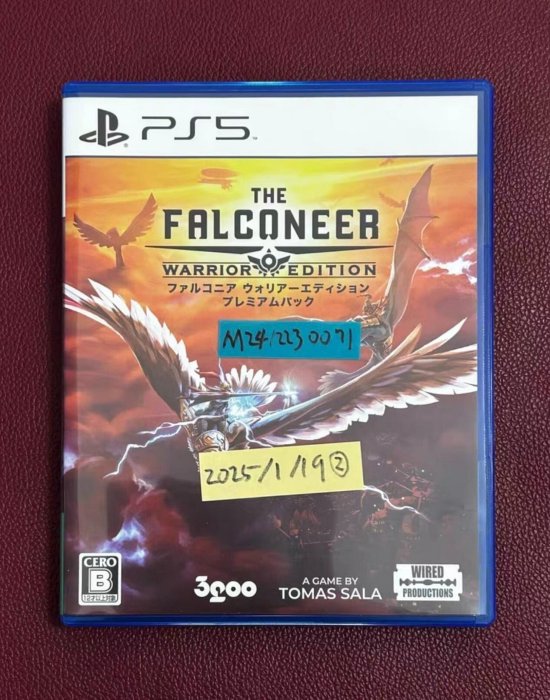 PS5
THE
FALCONEER
WARRIOR EDITION
ファルコニア ウォリアーエディション
プレミアムパック
M241223 0071
2025/1/19②
CERO
B
12才以上対象
3goo
A GAME BY
TOMAS SALA
WIRED
PRODUCTIONS